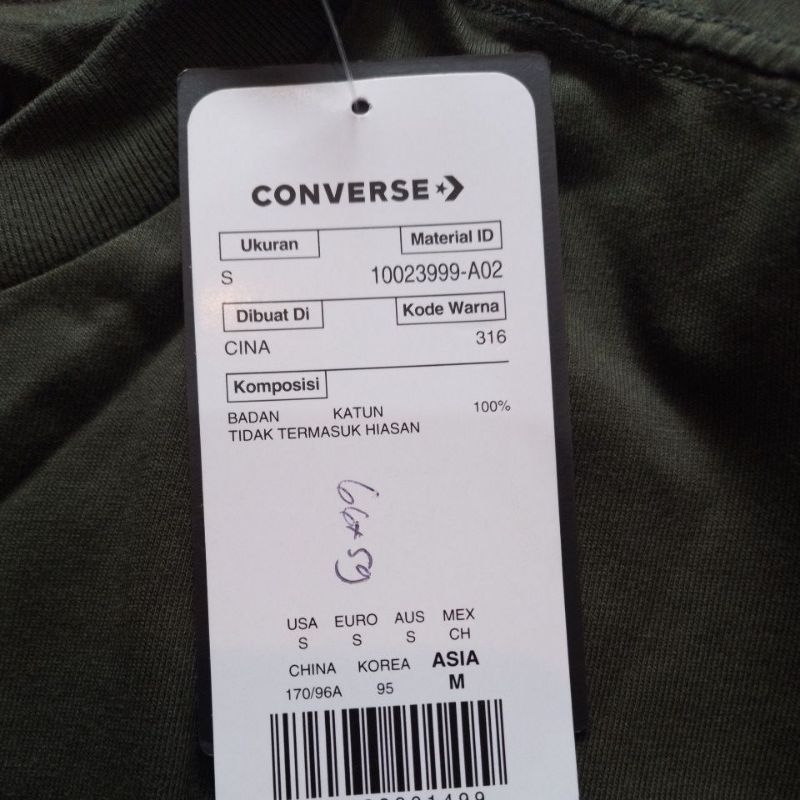 CONVERSE
Ukuran Material ID
S 10023999-A02
Dibuat Di Kode Warna
CINA 316
Komposisi
BADAN KATUN 100%
TIDAK TERMASUK HIASAN
USA EURO AUS MEX
S S S CH
CHINA KOREA ASIA
170/96A 95 M